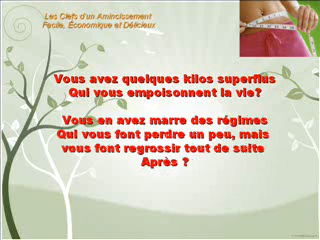 Les Clefs d'un Amincissement
Facile, Économique et Délicieux
Vous avez quelques kilos superflus
Qui vous empoisonnent la vie?
Vous en avez marre des régimes
Qui vous font perdre un peu, mais
vous font regrossir tout de suite
Après ?